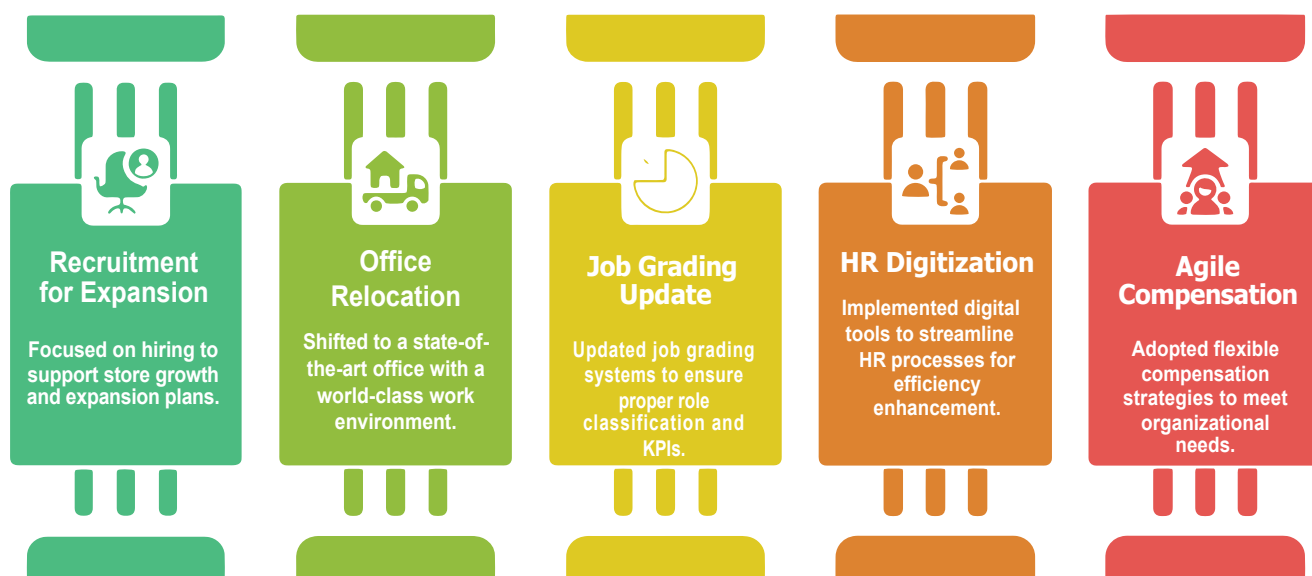 Recruitment
for Expansion
Focused on hiring to
support store growth
and expansion plans.
Office
Relocation
Shifted to a state-of-
the-art office with a
world-class work
environment.
Job Grading
Update
Updated job grading
systems to ensure
proper role
classification and
KPIs.
HR Digitization
Implemented digital
tools to streamline
HR processes for
efficiency
enhancement.
Agile
Compensation
Adopted flexible
compensation
strategies to meet
organizational
needs.